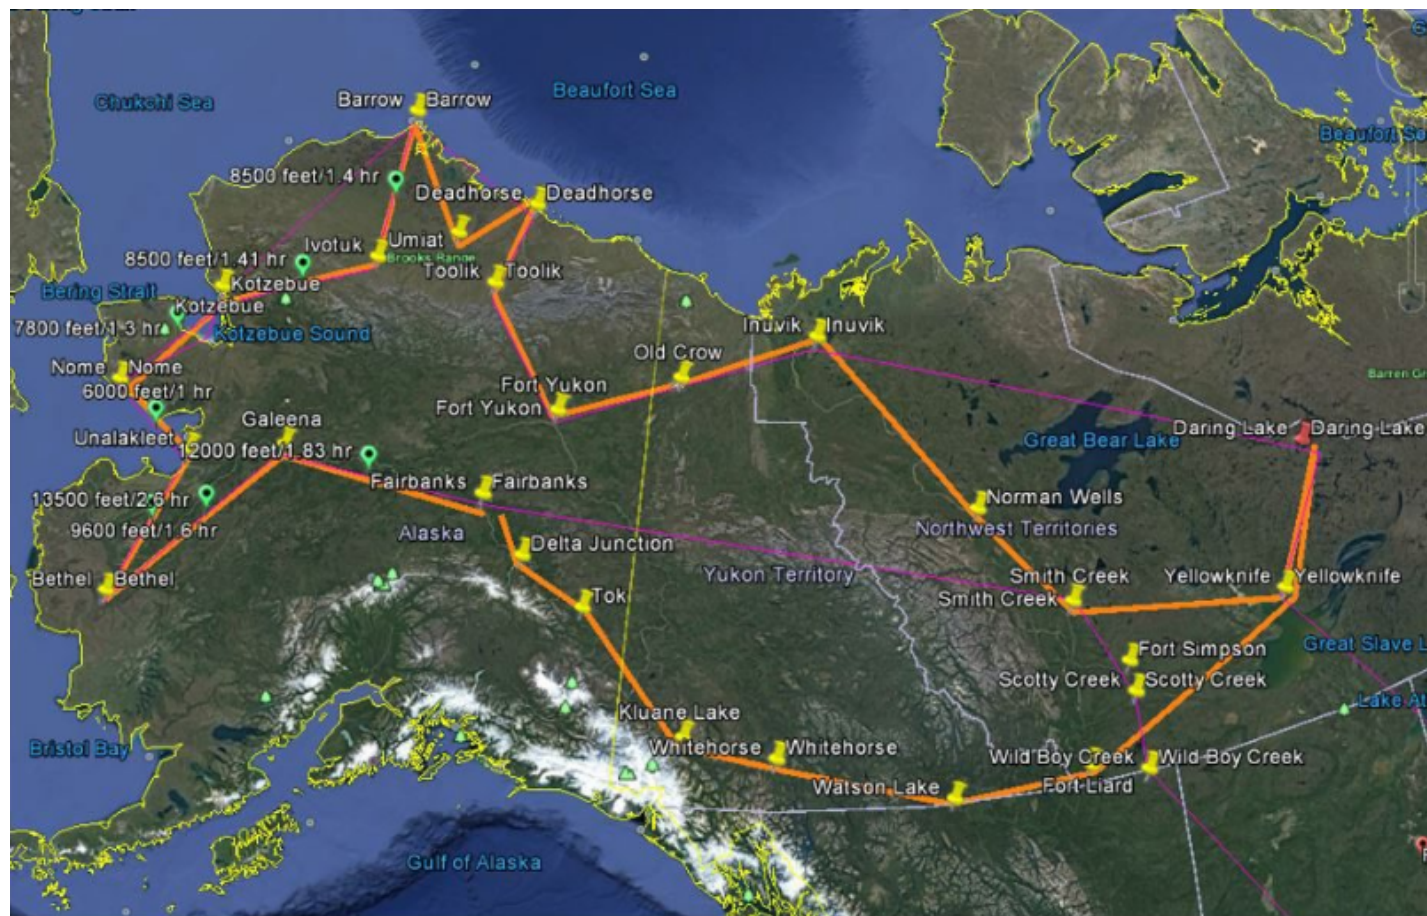 Chukchi Sea
Beaufort Sea
Barrow
Barrow
8500 feet/1.4 hr
Deadhorse
Deadhorse
Ivotuk
Umiat
Brooks Range
Toolik
Toolik
8500 feet/1.41 hr
Kotzebue
Bering Strait
Kotzebue
7800 feet/1.3 hr
Kotzebue Sound
Inuvik
Inuvik
Old Crow
Nome
Nome
6000 feet/1 hr
Fort Yukon
Fort Yukon
Galeena
Unalakleet
12000 feet/1.83 hr
Daring Lake
Daring Lake
Great Bear Lake
Fairbanks
Fairbanks
13500 feet/2.6 hr
9600 feet/1.6 hr
Alaska
Norman Wells
Northwest Territories
Delta Junction
Yukon Territory
Bethel
Bethel
Tok
Smith Creek
Smith Creek
Yellowknife
Yellowknife
Fort Simpson
Great Slave L
Scotty Creek
Scotty Creek
Lake At
Kluane Lake
Whitehorse
Whitehorse
Bristol Bay
Wild Boy Creek
Wild Boy Creek
Watson Lake
Fort Liard
Gulf of Alaska